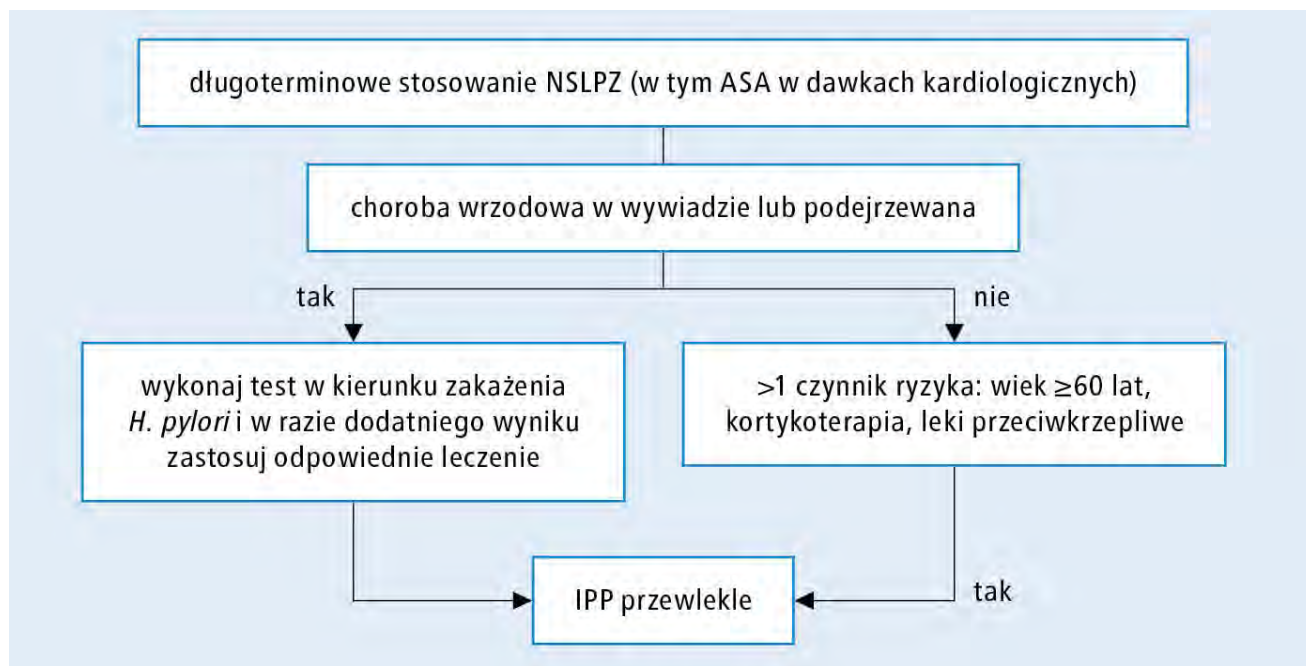 długoterminowe stosowanie NSLPZ (w tym ASA w dawkach kardiologicznych)
choroba wrzodowa w wywiadzie lub podejrzewana
tak
nie
wykonaj test w kierunku zakażenia
H. pylori i w razie dodatniego wyniku
zastosuj odpowiednie leczenie
>1 czynnik ryzyka: wiek ≥60 lat,
kortykoterapia, leki przeciwkrzepliwe
IPP przewlekle
tak